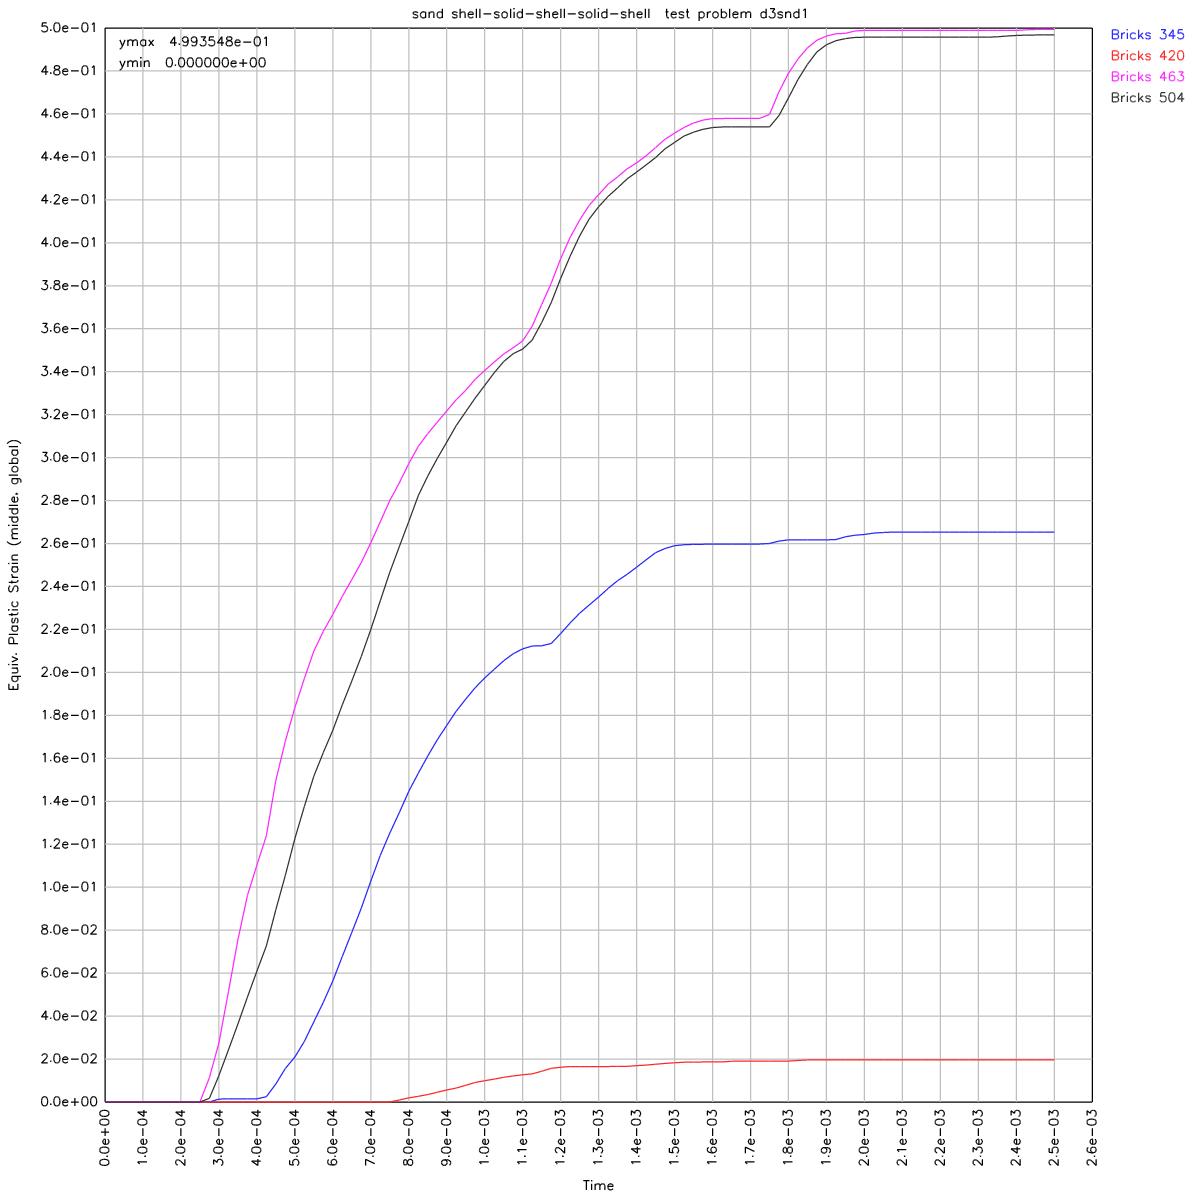 sand shell-solid-shell-solid-shell test problem d3snd1
ymax 4.993548e-01
ymin 0.000000e+00
Bricks 345
Bricks 420
Bricks 463
Bricks 504
5.0e-01
4.8e-01
4.6e-01
4.4e-01
4.2e-01
4.0e-01
3.8e-01
3.6e-01
3.4e-01
3.2e-01
3.0e-01
2.8e-01
2.6e-01
2.4e-01
2.2e-01
2.0e-01
1.8e-01
1.6e-01
1.4e-01
1.2e-01
1.0e-01
8.0e-02
6.0e-02
4.0e-02
2.0e-02
0.0e+00
Equiv. Plastic Strain (middle, global)
0.0e+00
1.0e-04
2.0e-04
3.0e-04
4.0e-04
5.0e-04
6.0e-04
7.0e-04
8.0e-04
9.0e-04
1.0e-03
1.1e-03
1.2e-03
1.3e-03
1.4e-03
1.5e-03
1.6e-03
1.7e-03
1.8e-03
1.9e-03
2.0e-03
2.1e-03
2.2e-03
2.3e-03
2.4e-03
2.5e-03
2.6e-03
Time